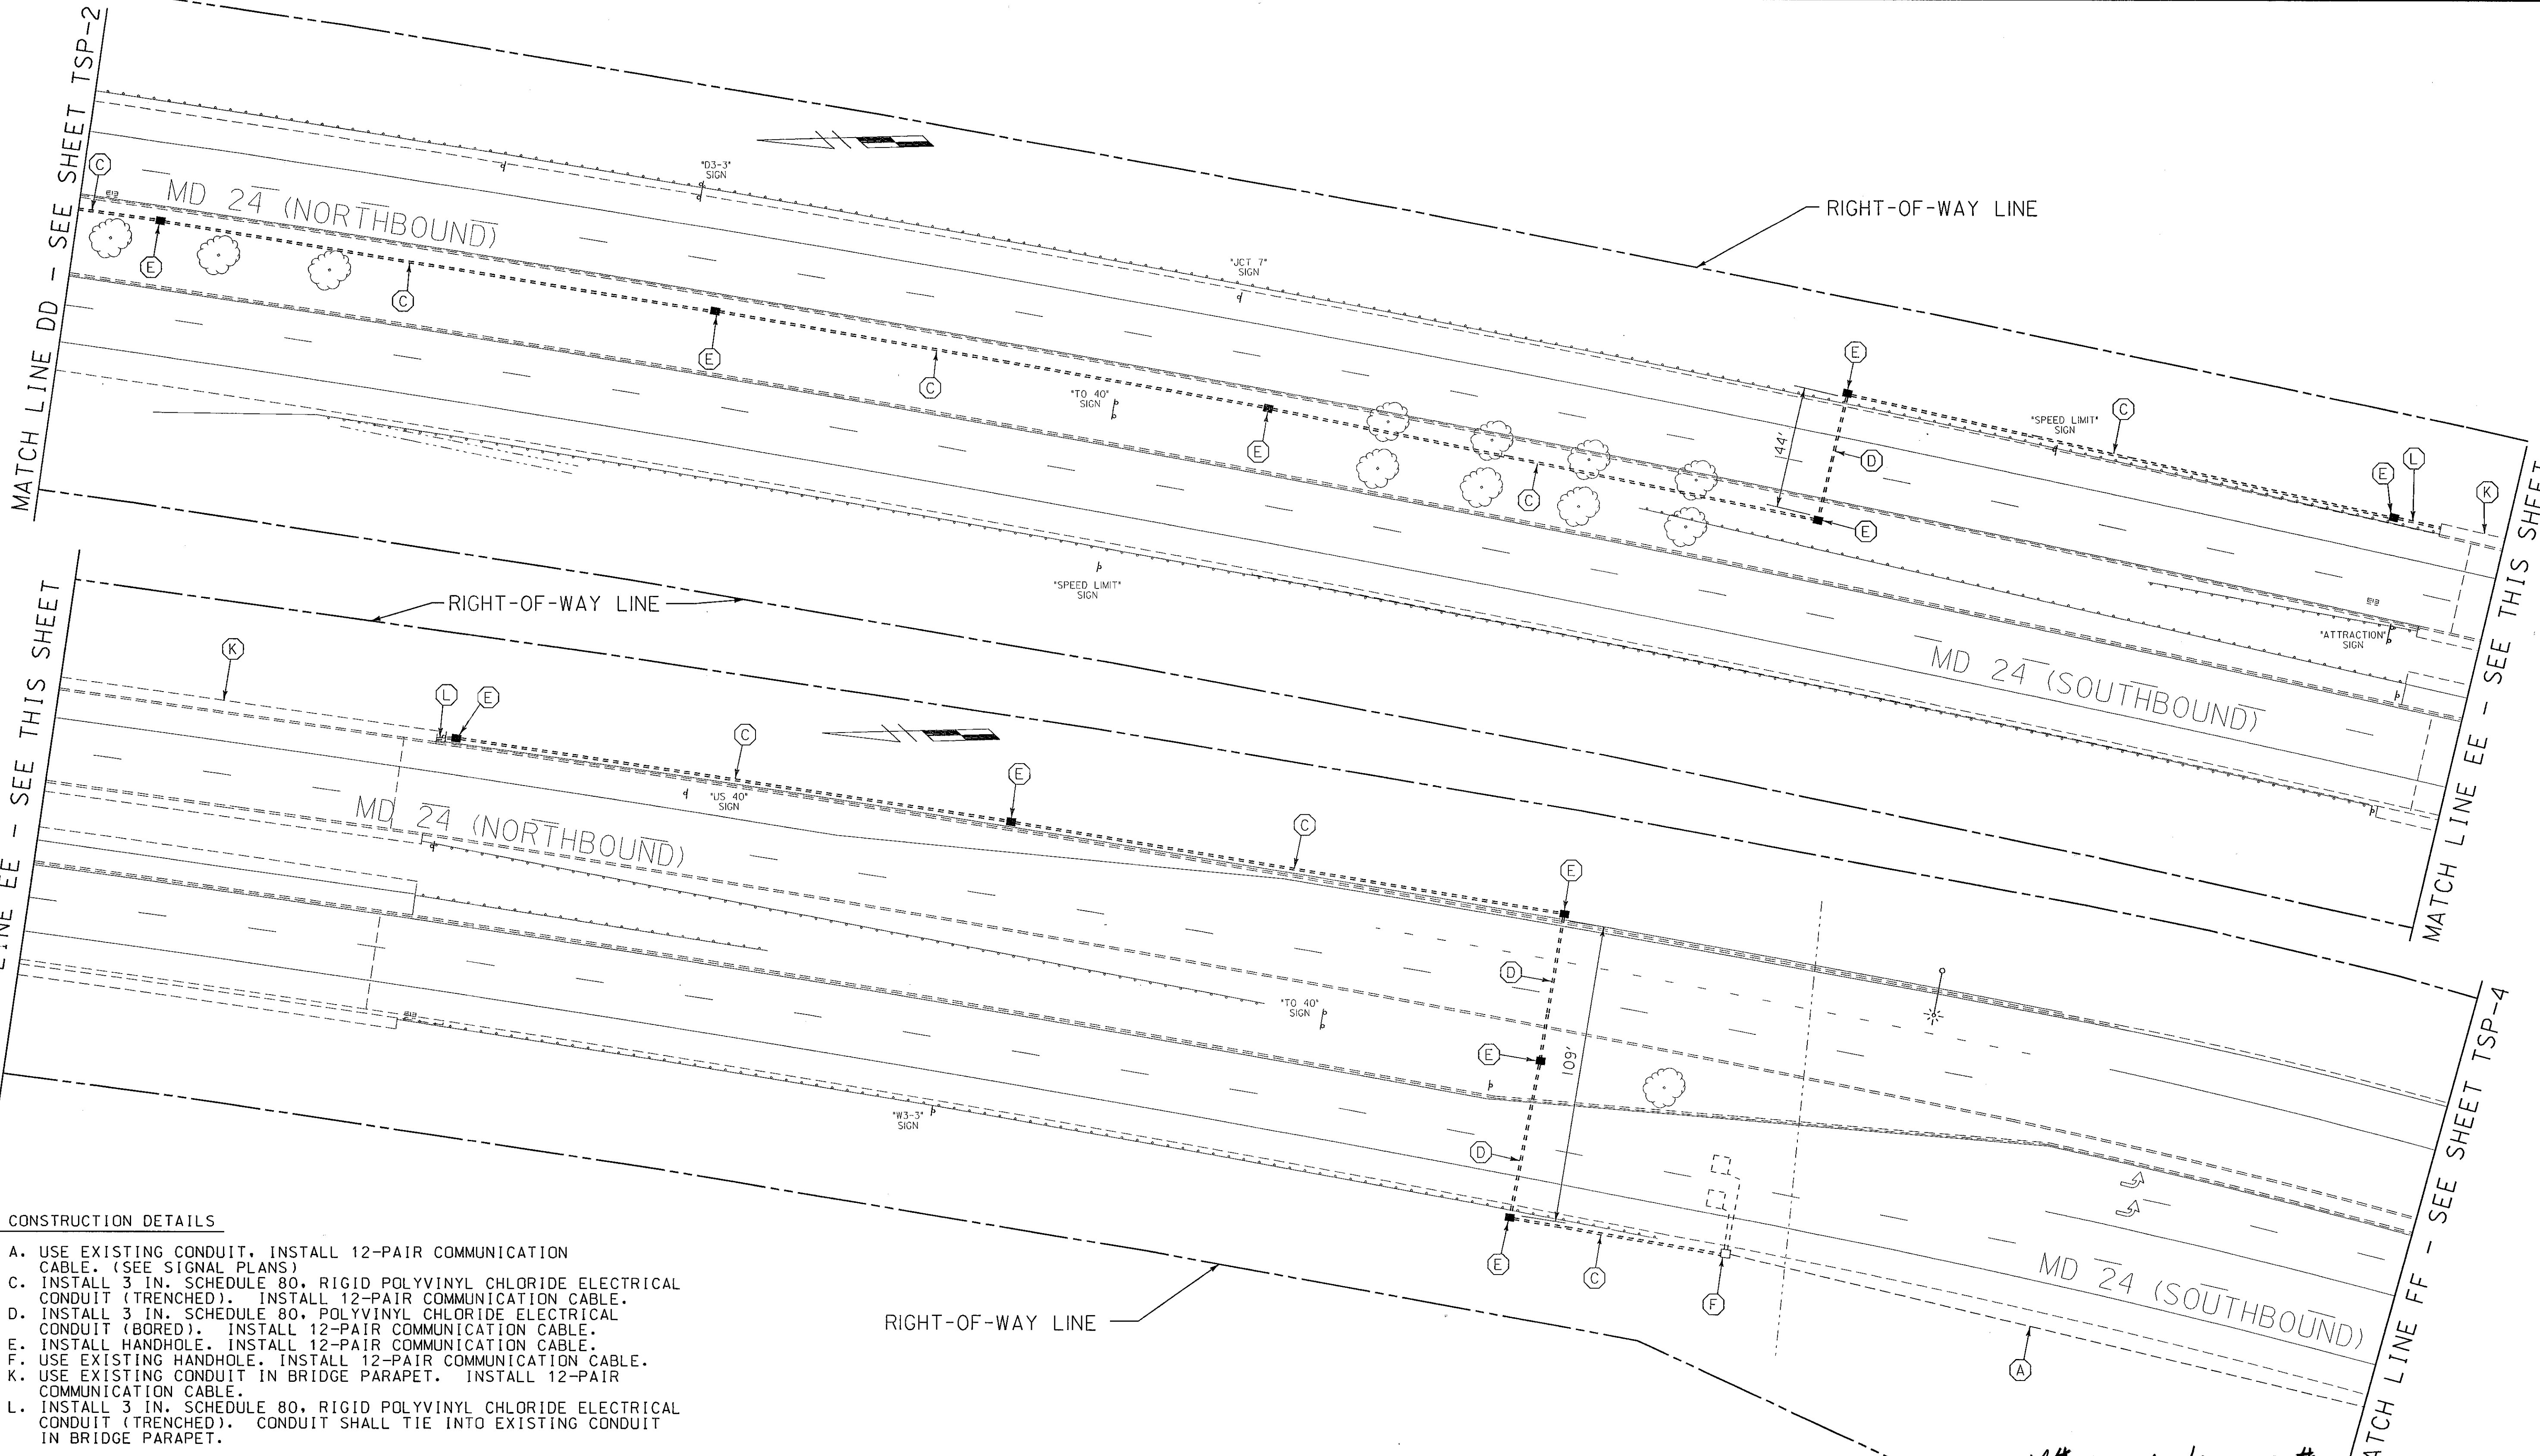 MATCH LINE DD - SEE SHEET TSP-2
C
MD 24 (NORTHBOUND)
E
C
"D3-3"
SIGN
E
C
"JCT 7"
SIGN
"TO 40"
SIGN
E
C
RIGHT-OF-WAY LINE
E
44'
D
E
"SPEED LIMIT"
SIGN
C
E
L
K
"SPEED LIMIT"
SIGN
"ATTRACTION"
SIGN
MD 24 (SOUTHBOUND)
MATCH LINE EE - SEE THIS SHEET
RIGHT-OF-WAY LINE
LINE EE - SEE THIS SHEET
K
L
E
C
"US 40"
SIGN
MD 24 (NORTHBOUND)
E
C
E
D
"TO 40"
SIGN
E
109'
D
"W3-3"
SIGN
E
C
F
RIGHT-OF-WAY LINE
MD 24 (SOUTHBOUND)
A
MATCH LINE FF - SEE SHEET TSP-4
CONSTRUCTION DETAILS
A. USE EXISTING CONDUIT. INSTALL 12-PAIR COMMUNICATION
CABLE. (SEE SIGNAL PLANS)
C. INSTALL 3 IN. SCHEDULE 80, RIGID POLYVINYL CHLORIDE ELECTRICAL
CONDUIT (TRENCHED). INSTALL 12-PAIR COMMUNICATION CABLE.
D. INSTALL 3 IN. SCHEDULE 80, POLYVINYL CHLORIDE ELECTRICAL
CONDUIT (BORED). INSTALL 12-PAIR COMMUNICATION CABLE.
E. INSTALL HANDHOLE. INSTALL 12-PAIR COMMUNICATION CABLE.
F. USE EXISTING HANDHOLE. INSTALL 12-PAIR COMMUNICATION CABLE.
K. USE EXISTING CONDUIT IN BRIDGE PARAPET. INSTALL 12-PAIR
COMMUNICATION CABLE.
L. INSTALL 3 IN. SCHEDULE 80, RIGID POLYVINYL CHLORIDE ELECTRICAL
CONDUIT (TRENCHED). CONDUIT SHALL TIE INTO EXISTING CONDUIT
IN BRIDGE PARAPET.